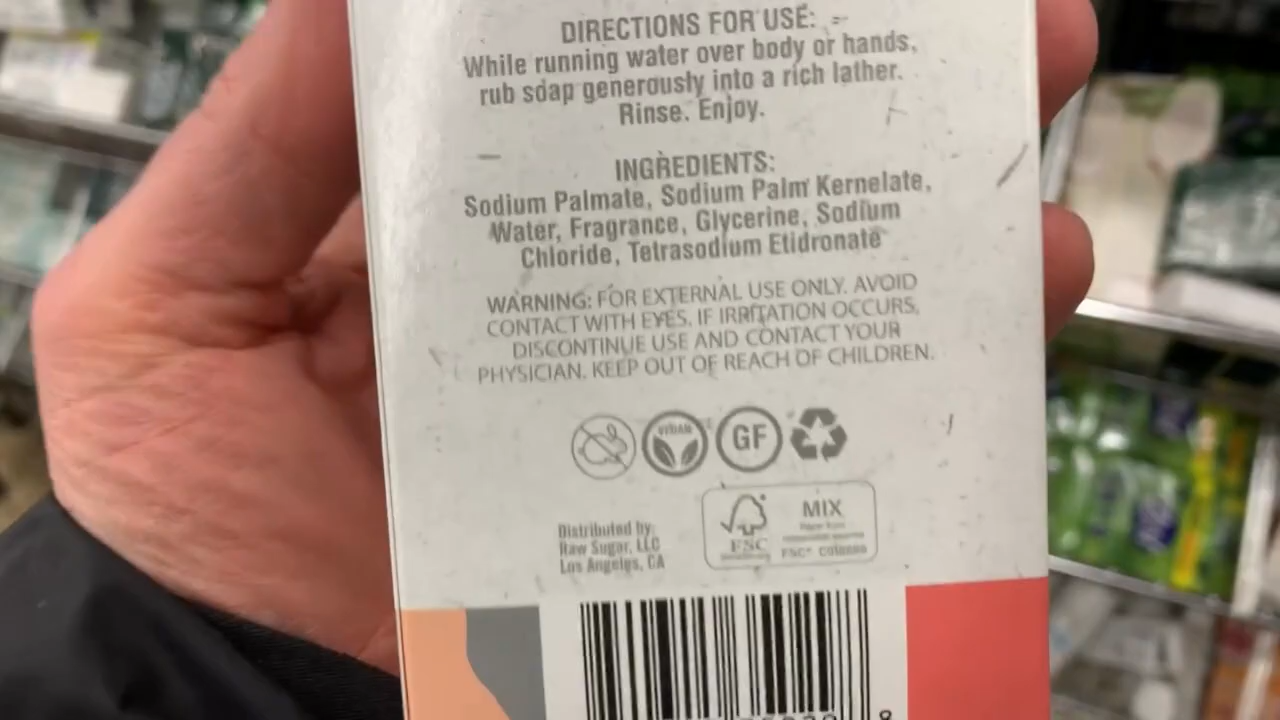 DIRECTIONS FOR USE:
While running water over body or hands,
rub soap generously into a rich lather.
Rinse. Enjoy.
INGREDIENTS:
Sodium Palmate, Sodium Palm Kernelate,
Water, Fragrance, Glycerine, Sodium
Chloride, Tetrasodium Etidronate
WARNING: FOR EXTERNAL USE ONLY. AVOID
CONTACT WITH EYES. IF IRRITATION OCCURS,
DISCONTINUE USE AND CONTACT YOUR
PHYSICIAN. KEEP OUT OF REACH OF CHILDREN.
VEGAN
GF
Distributed by:
Raw Sugar, LLC
Los Angeles, CA
FSC
MIX
Paper from
8